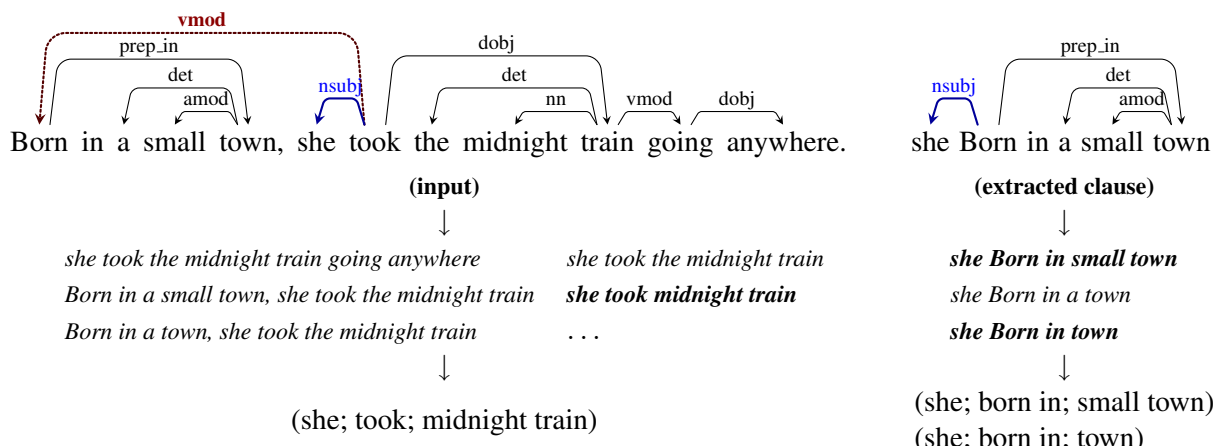 vmod
prep_in dobj prep_in
det det det
nsubj amod nn vmod dobj nsubj amod
Born in a small town, she took the midnight train going anywhere. she Born in a small town
(input) (extracted clause)
↓ ↓
she took the midnight train going anywhere she took the midnight train she Born in small town
Born in a small town, she took the midnight train she took midnight train she Born in a town
Born in a town, she took the midnight train ... she Born in town
↓ ↓
(she; took; midnight train) (she; born in; small town)
(she; born in; town)